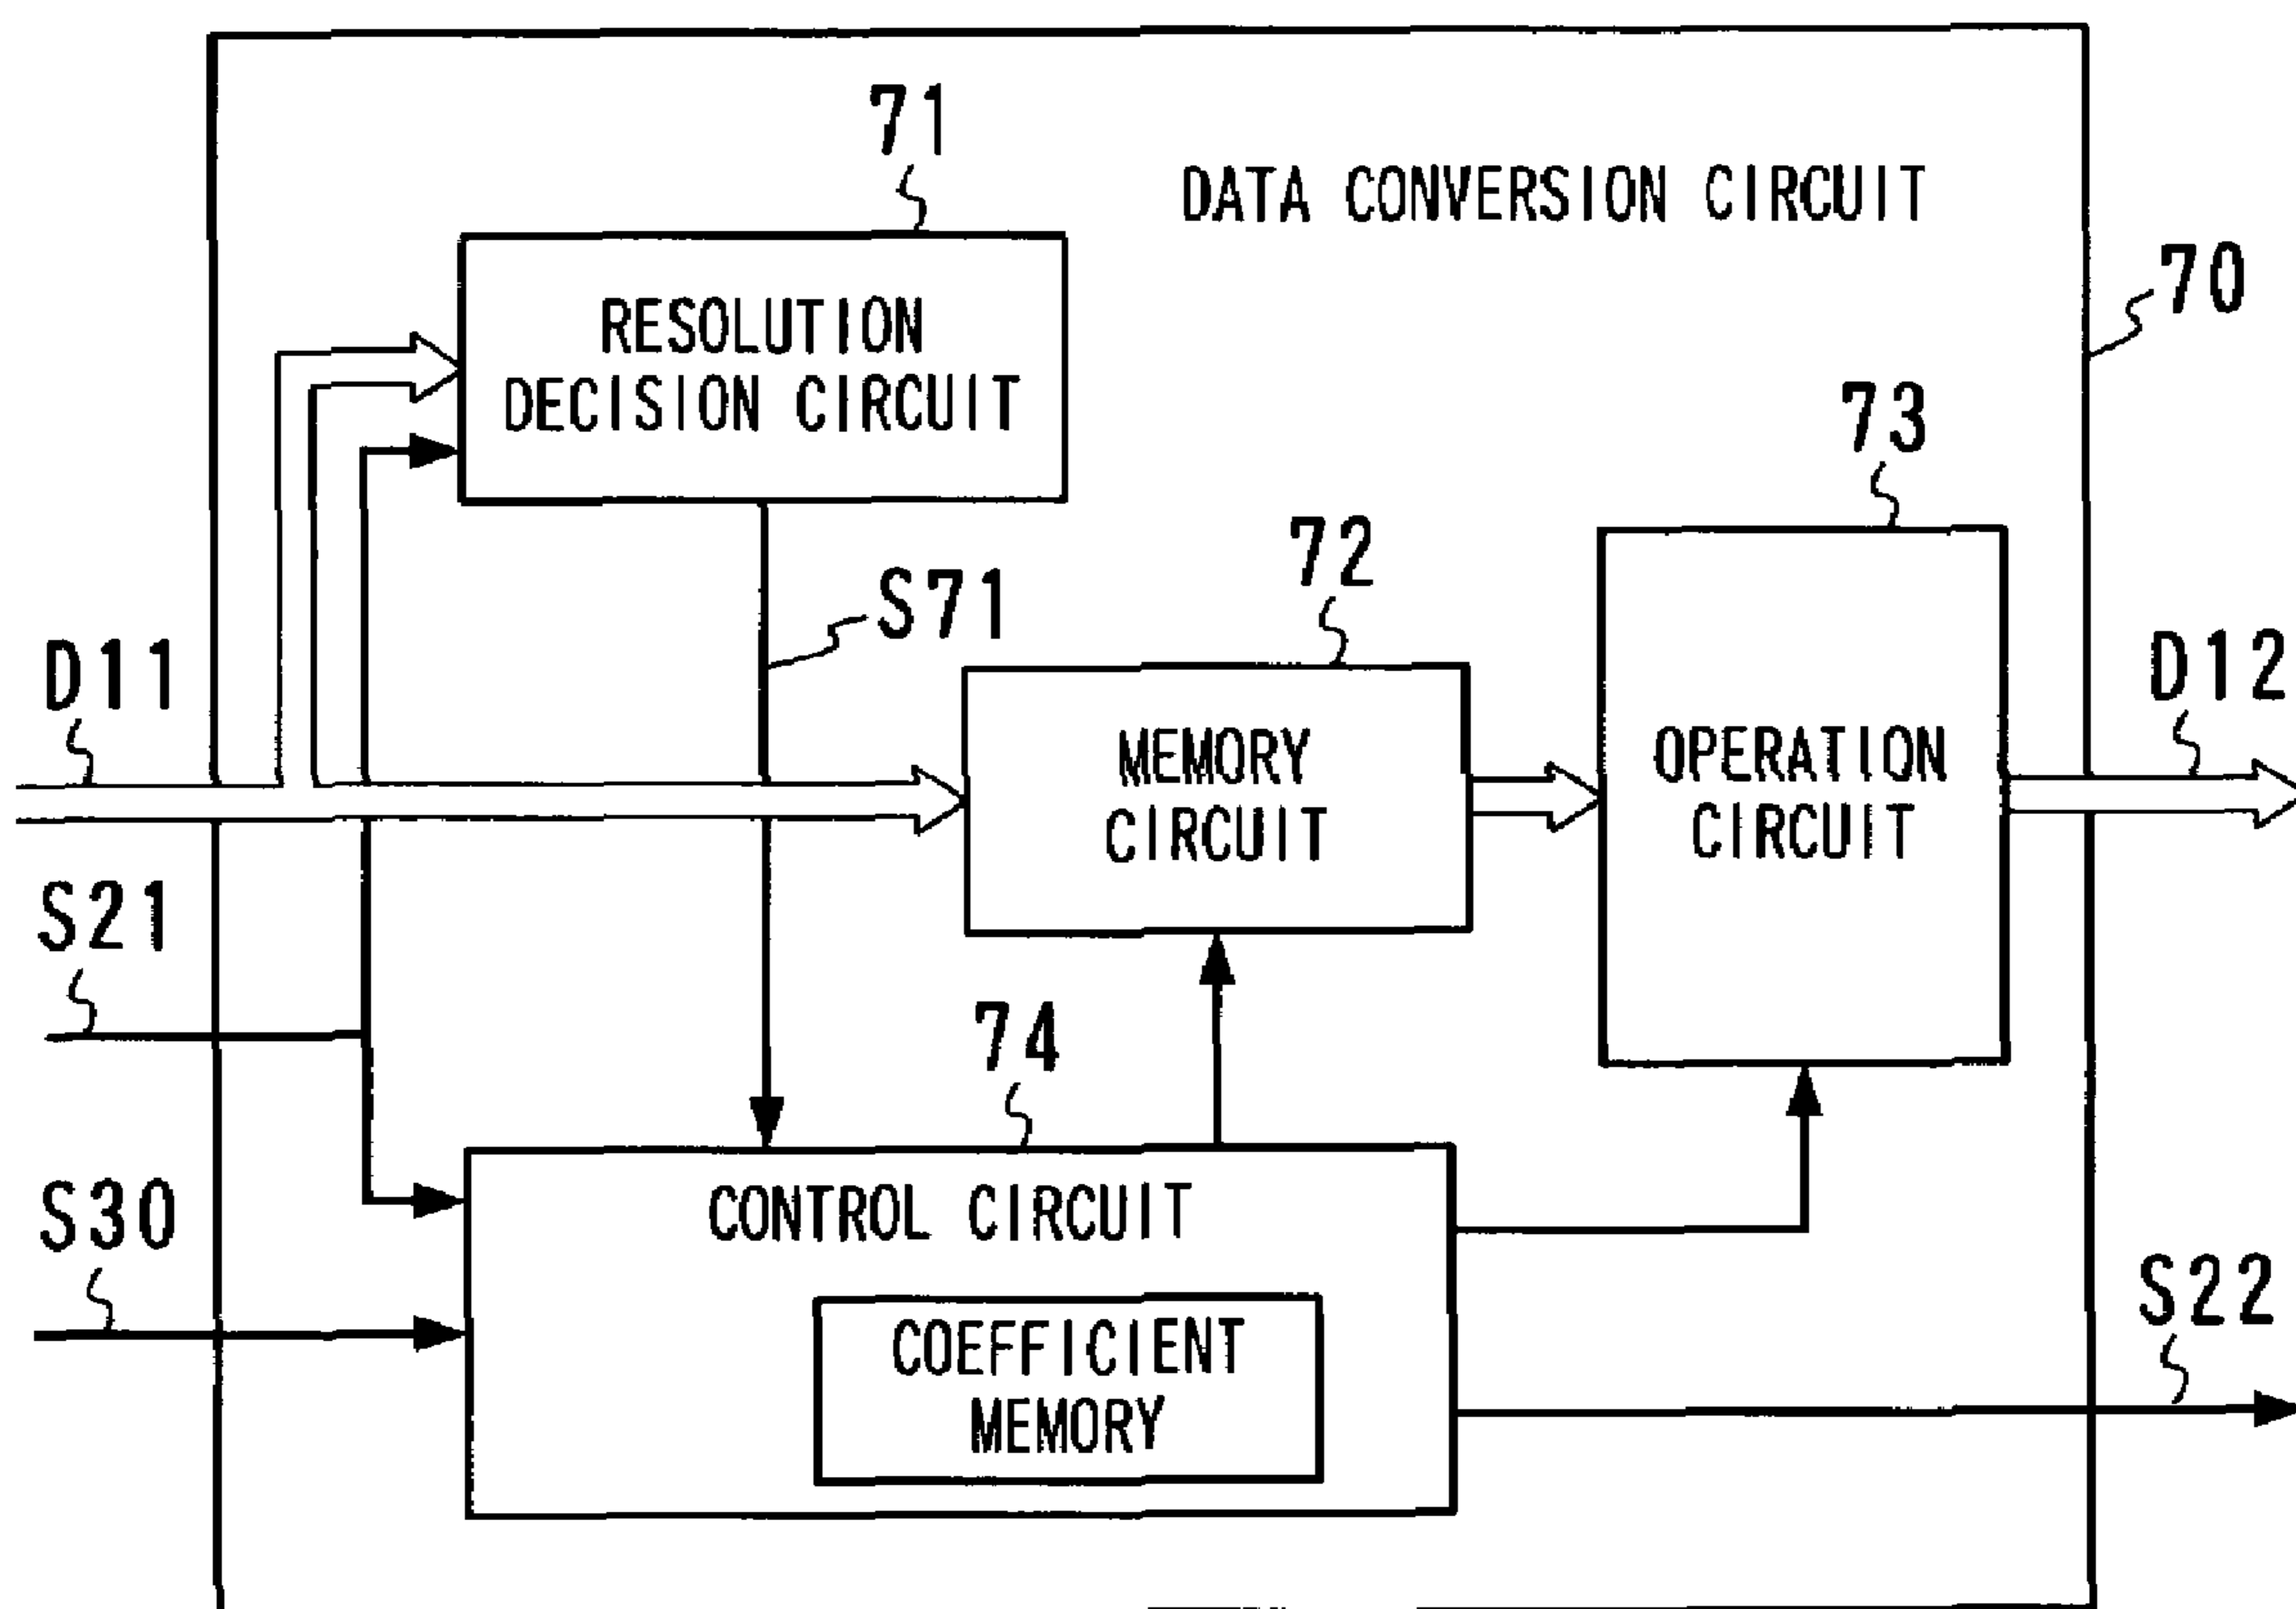 71
DATA CONVERSION CIRCUIT
70
RESOLUTION
DECISION CIRCUIT
73
72
S71
D11
D12
MEMORY
CIRCUIT
OPERATION
CIRCUIT
S21
74
S30
CONTROL CIRCUIT
S22
COEFFICIENT
MEMORY